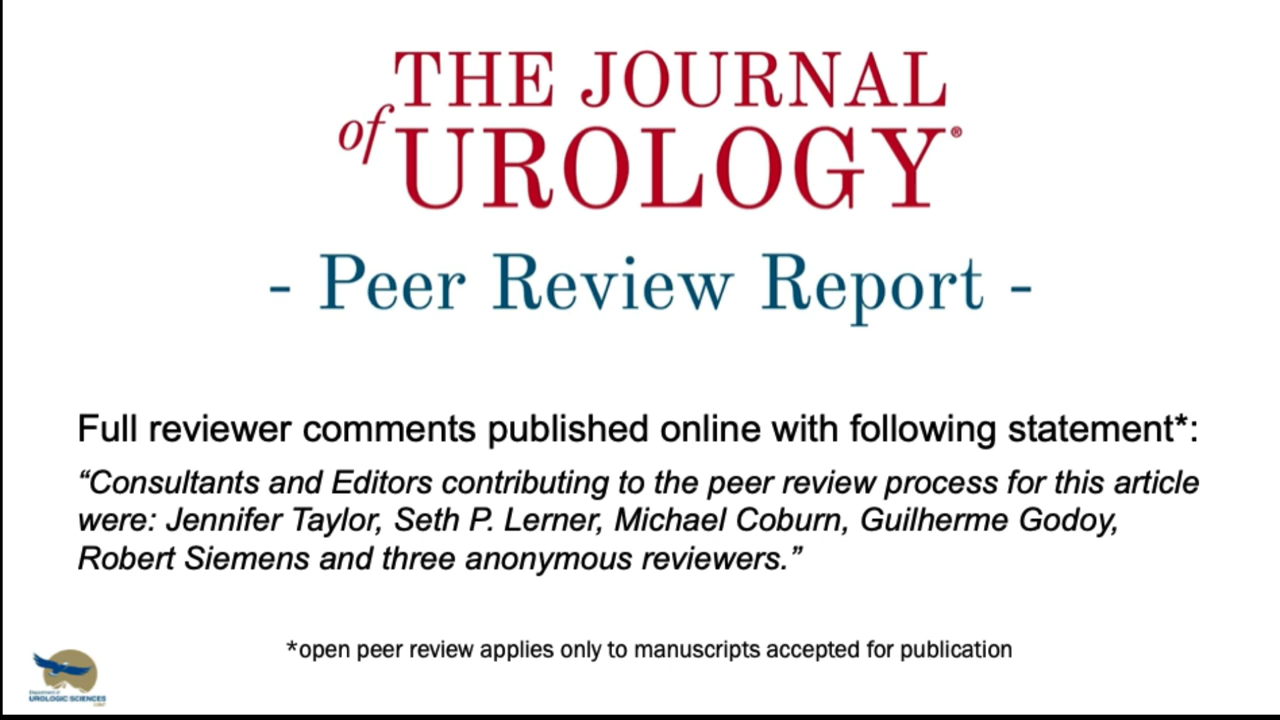 THE JOURNAL
of UROLOGY®
- Peer Review Report -
Full reviewer comments published online with following statement*:
“Consultants and Editors contributing to the peer review process for this article
were: Jennifer Taylor, Seth P. Lerner, Michael Coburn, Guilherme Godoy,
Robert Siemens and three anonymous reviewers.”
*open peer review applies only to manuscripts accepted for publication
Department of
UROLOGIC SCIENCES